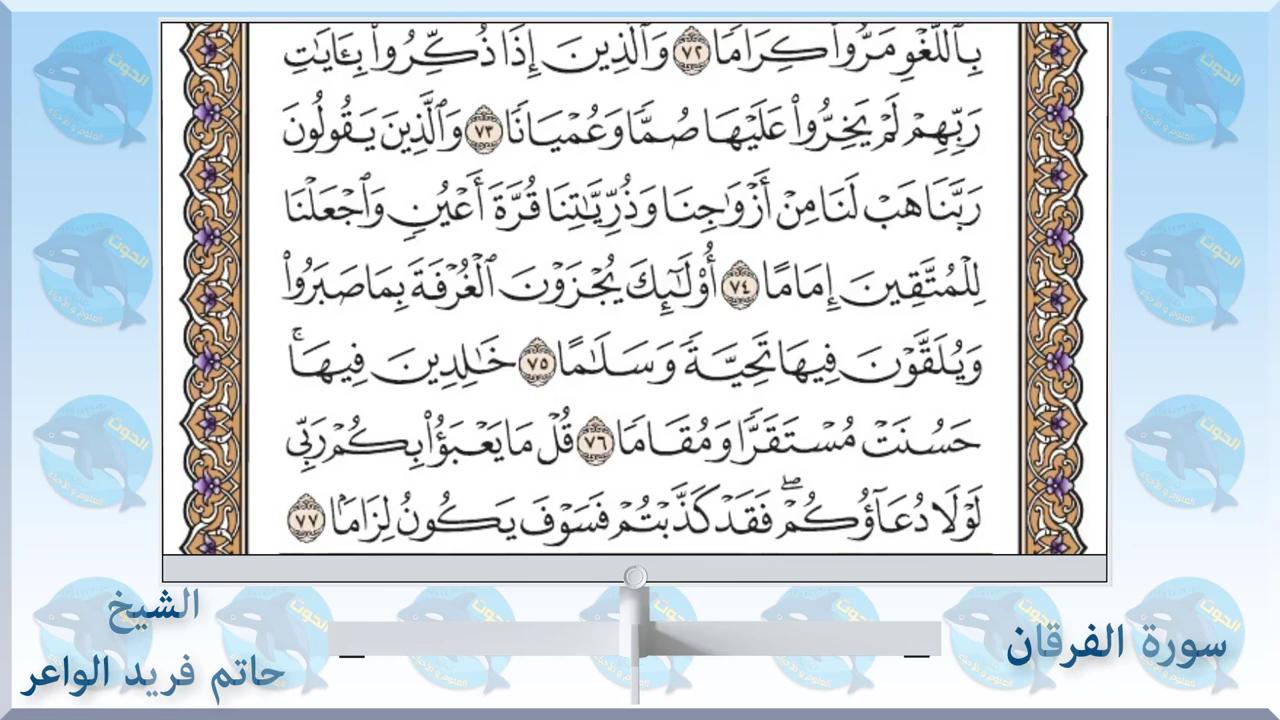 بِٱللَّغْوِ مَرُّوا۟ كِرَامًا ٧٢ وَٱلَّذِينَ إِذَا ذُكِّرُوا۟ بِـَٔايَـٰتِ
رَبِّهِمْ لَمْ يَخِرُّوا۟ عَلَيْهَا صُمًّا وَعُمْيَانًا ٧٣ وَٱلَّذِينَ يَقُولُونَ
رَبَّنَا هَبْ لَنَا مِنْ أَزْوَٰجِنَا وَذُرِّيَّـٰتِنَا قُرَّةَ أَعْيُنٍ وَٱجْعَلْنَا
لِلْمُتَّقِينَ إِمَامًا ٧٤ أُو۟لَـٰٓئِكَ يُجْزَوْنَ ٱلْغُرْفَةَ بِمَا صَبَرُوا۟
وَيُلَقَّوْنَ فِيهَا تَحِيَّةً وَسَلَـٰمًا ٧٥ خَـٰلِدِينَ فِيهَا ۚ
حَسُنَتْ مُسْتَقَرًّا وَمُقَامًا ٧٦ قُلْ مَا يَعْبَؤُا۟ بِكُمْ رَبِّى
لَوْلَا دُعَآؤُكُمْ ۖ فَقَدْ كَذَّبْتُمْ فَسَوْفَ يَكُونُ لِزَامًۢا ٧٧
سورة الفرقان
الشيخ
حاتم فريد الواعر
الحوت